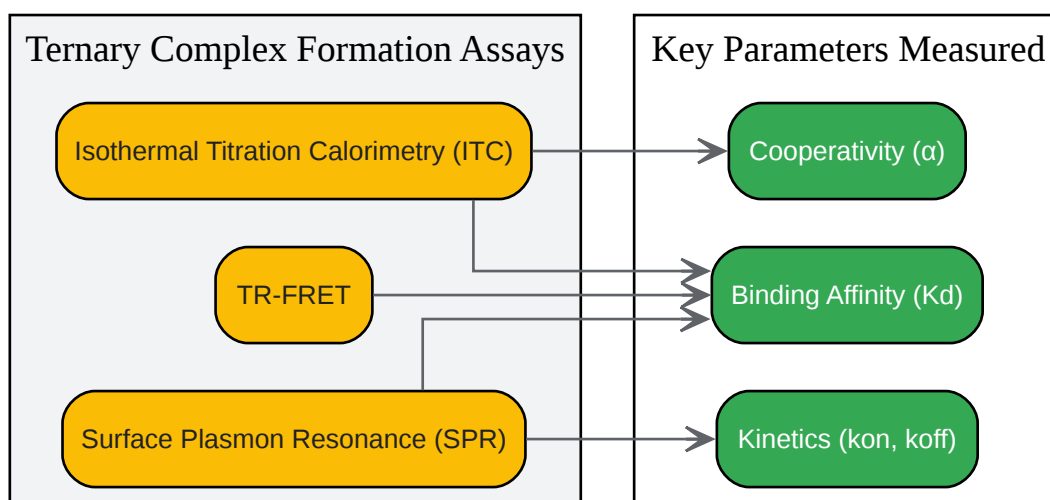 Ternary Complex Formation Assays
Key Parameters Measured
Isothermal Titration Calorimetry (ITC)
Cooperativity (α)
TR-FRET
Binding Affinity (Kd)
Surface Plasmon Resonance (SPR)
Kinetics (kon, koff)